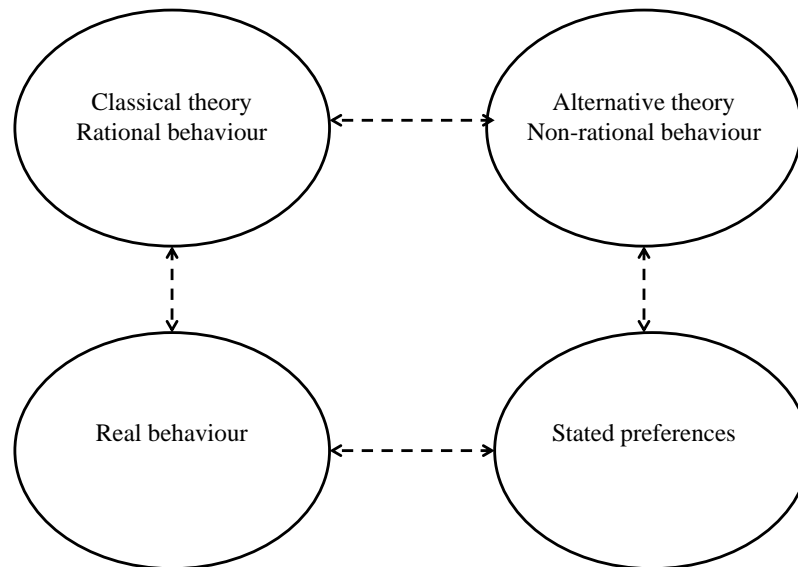 Classical theory
Rational behaviour
Alternative theory
Non-rational behaviour
Real behaviour
Stated preferences